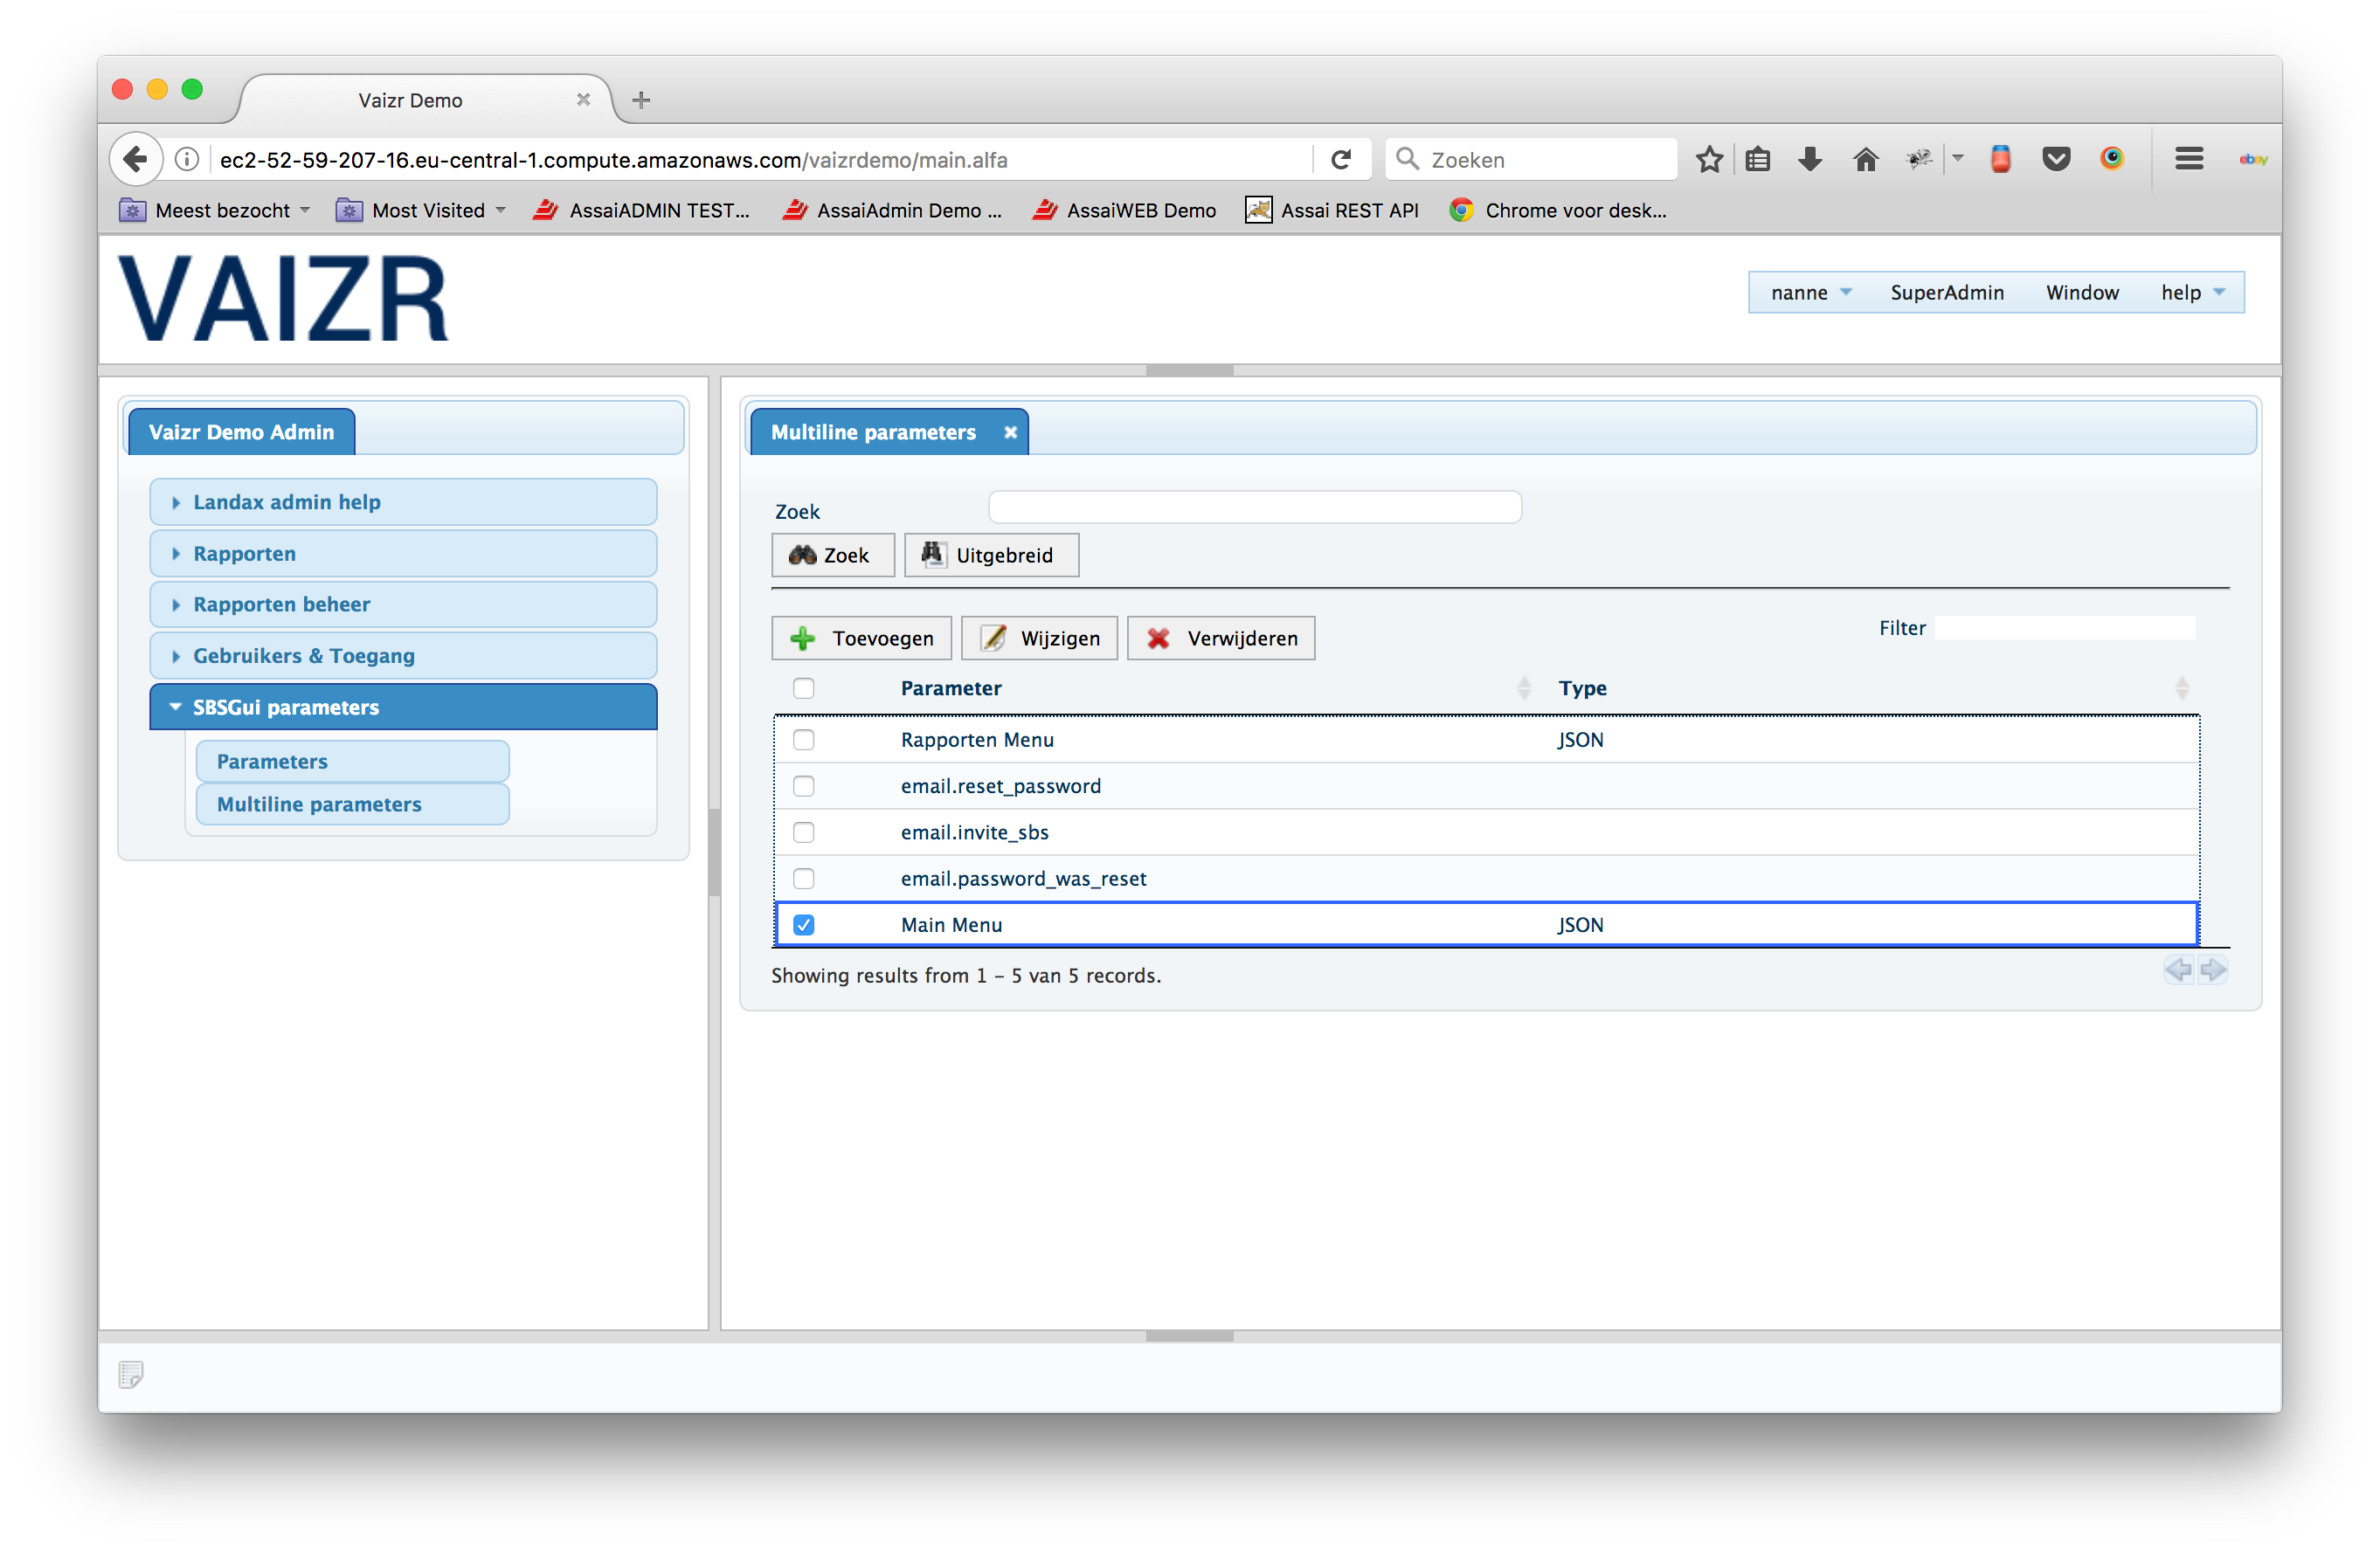 Vaizr Demo
ec2-52-59-207-16.eu-central-1.compute.amazonaws.com/vaizrdemo/main.alfa
Zoeken
ebay
Meest bezocht
Most Visited
AssaiADMIN TEST...
AssaiAdmin Demo ...
AssaiWEB Demo
Assai REST API
Chrome voor desk...
VAIZR
nanne
SuperAdmin
Window
help
Vaizr Demo Admin
Landax admin help
Rapporten
Rapporten beheer
Gebruikers & Toegang
SBSGui parameters
Parameters
Multiline parameters
Multiline parameters
Zoek
Zoek
Uitgebreid
Toevoegen
Wijzigen
Verwijderen
Filter
Parameter Type
Rapporten Menu JSON
email.reset_password
email.invite_sbs
email.password_was_reset
Main Menu JSON
Showing results from 1 - 5 van 5 records.